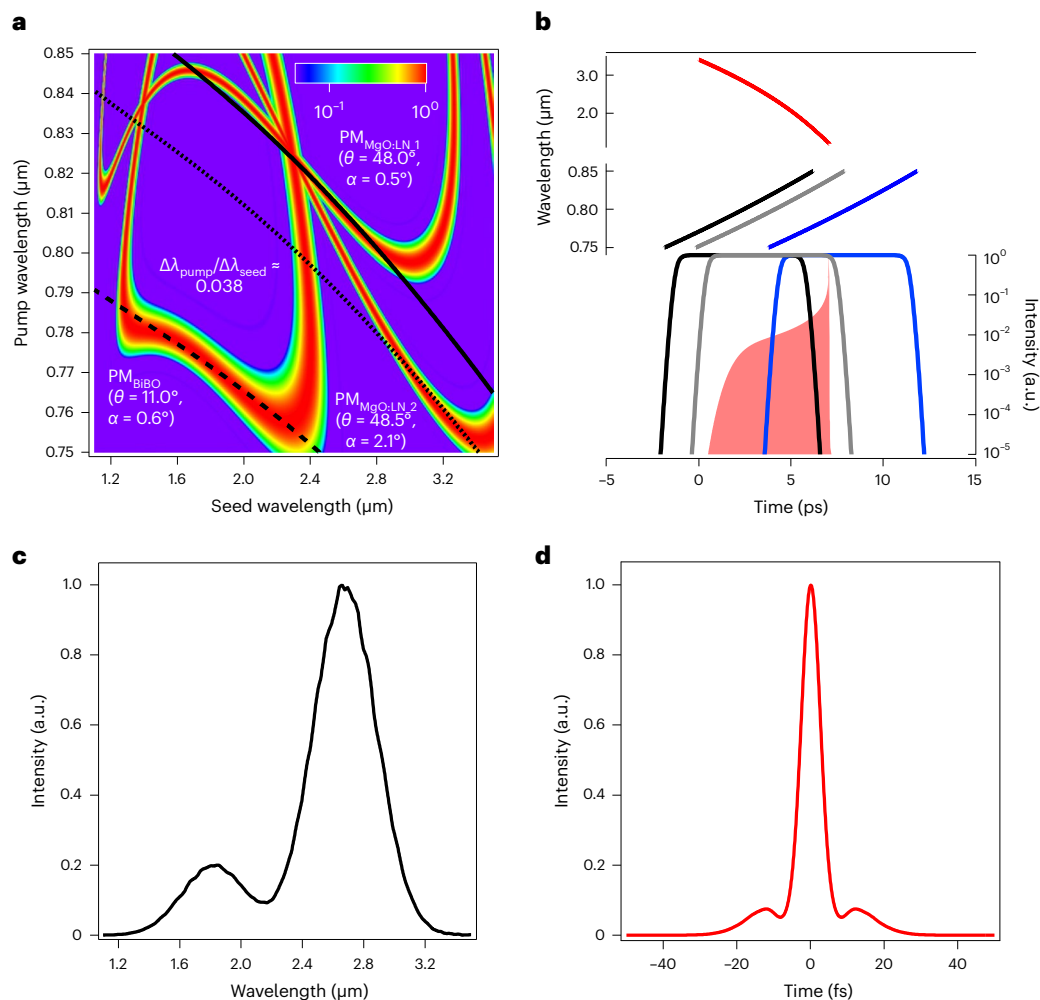 a
0.85
0.84
0.83
0.82
0.81
0.80
0.79
0.78
0.77
0.76
0.75
Pump wavelength (µm)
10⁻¹ 10⁰
PM_MgO:LN_1
(θ = 48.0°,
α = 0.5°)
Δλ_pump/Δλ_seed ≈
0.038
PM_BiBO
(θ = 11.0°,
α = 0.6°)
PM_MgO:LN_2
(θ = 48.5°,
α = 2.1°)
1.2 1.6 2.0 2.4 2.8 3.2
Seed wavelength (µm)
b
3.0
2.0
0.85
0.80
0.75
Wavelength (µm)
10⁰
10⁻¹
10⁻²
10⁻³
10⁻⁴
10⁻⁵
Intensity (a.u.)
−5 0 5 10 15
Time (ps)
c
1.0
0.8
0.6
0.4
0.2
0
Intensity (a.u.)
1.2 1.6 2.0 2.4 2.8 3.2
Wavelength (µm)
d
1.0
0.8
0.6
0.4
0.2
0
Intensity (a.u.)
−40 −20 0 20 40
Time (fs)